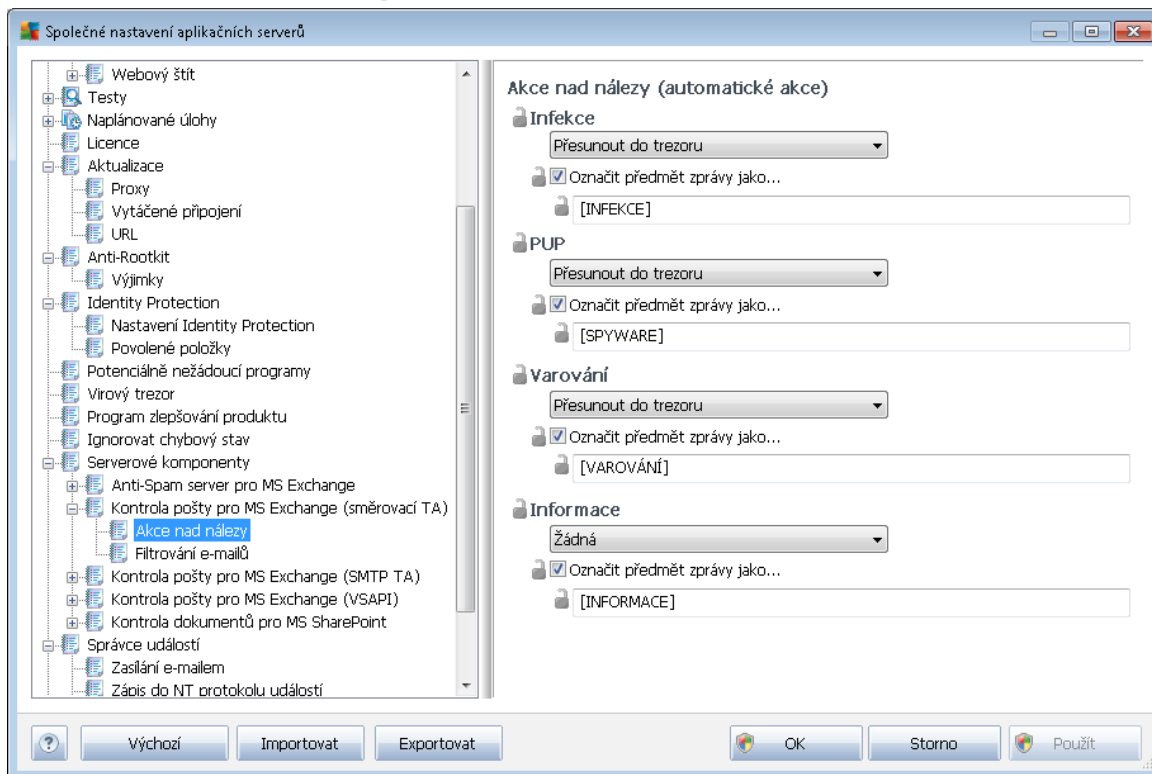 Společné nastavení aplikačních serverů
Webový štít
Testy
Naplánované úlohy
Licence
Aktualizace
Proxy
Vytáčené připojení
URL
Anti-Rootkit
Výjimky
Identity Protection
Nastavení Identity Protection
Povolené položky
Potenciálně nežádoucí programy
Virový trezor
Program zlepšování produktu
Ignorovat chybový stav
Serverové komponenty
Anti-Spam server pro MS Exchange
Kontrola pošty pro MS Exchange (směrovací TA)
Akce nad nálezy
Filtrování e-mailů
Kontrola pošty pro MS Exchange (SMTP TA)
Kontrola pošty pro MS Exchange (VSAPI)
Kontrola dokumentů pro MS SharePoint
Správce událostí
Zasílání e-mailem
Zápis do NT protokolu událostí
Akce nad nálezy (automatické akce)
Infekce
Přesunout do trezoru
Označit předmět zprávy jako...
[INFEKCE]
PUP
Přesunout do trezoru
Označit předmět zprávy jako...
[SPYWARE]
Varování
Přesunout do trezoru
Označit předmět zprávy jako...
[VAROVÁNÍ]
Informace
Žádná
Označit předmět zprávy jako...
[INFORMACE]
? Výchozí Importovat Exportovat OK Storno Použít